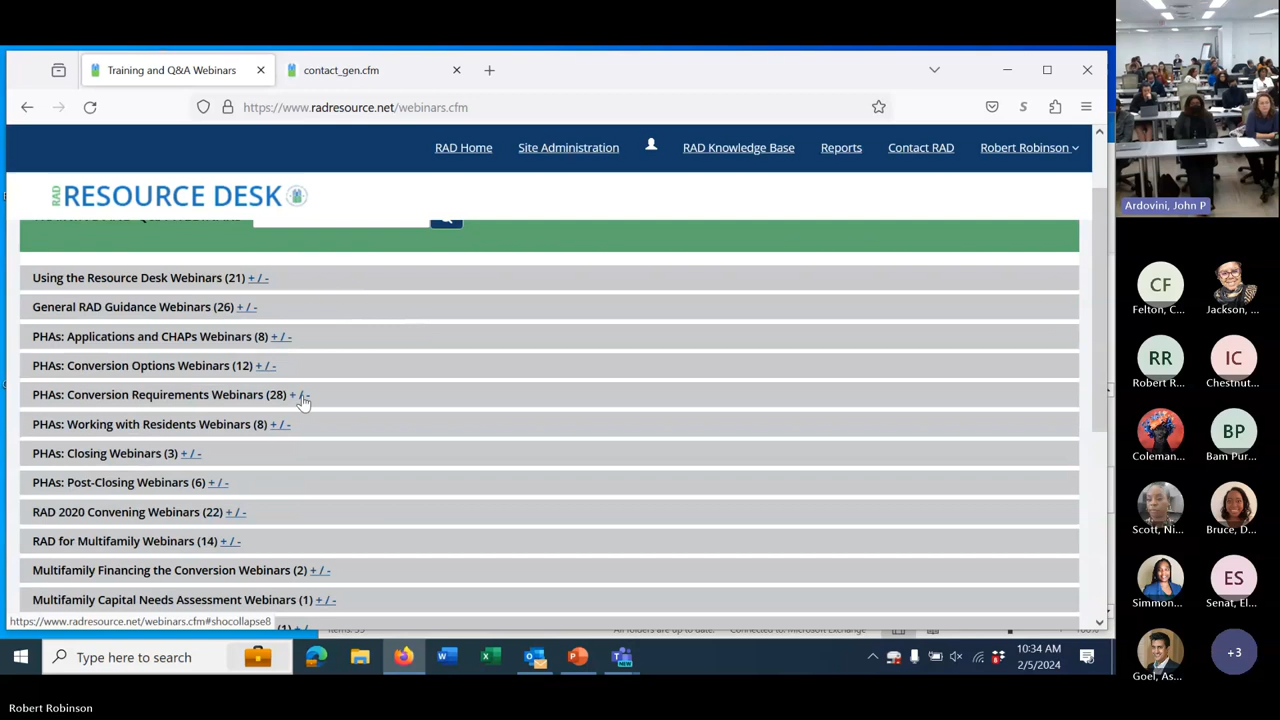 Training and Q&A Webinars
contact_gen.cfm
https://www.radresource.net/webinars.cfm
RAD Home
Site Administration
RAD Knowledge Base
Reports
Contact RAD
Robert Robinson
RAD RESOURCE DESK
Using the Resource Desk Webinars (21) + / -
General RAD Guidance Webinars (26) + / -
PHAs: Applications and CHAPs Webinars (8) + / -
PHAs: Conversion Options Webinars (12) + / -
PHAs: Conversion Requirements Webinars (28) + / -
PHAs: Working with Residents Webinars (8) + / -
PHAs: Closing Webinars (3) + / -
PHAs: Post-Closing Webinars (6) + / -
RAD 2020 Convening Webinars (22) + / -
RAD for Multifamily Webinars (14) + / -
Multifamily Financing the Conversion Webinars (2) + / -
Multifamily Capital Needs Assessment Webinars (1) + / -
https://www.radresource.net/webinars.cfm#shocollapse8
(1) + / -
Type here to search
10:34 AM
2/5/2024
Ardovini, John P
CF
Felton, C...
Jackson, ...
RR
Robert R...
IC
Chestnut...
Coleman...
BP
Bam Pur...
Scott, Ni...
Bruce, D...
Simmon...
ES
Senat, El...
Goel, As...
+3
Robert Robinson